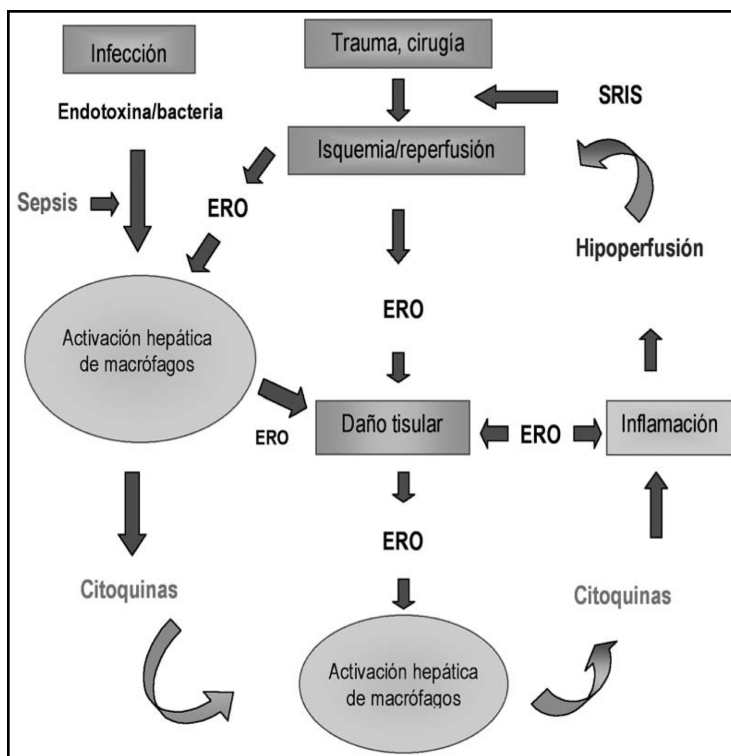 Infección
Trauma, cirugía
Endotoxina/bacteria
SRIS
Isquemia/reperfusión
Sepsis
ERO
Hipoperfusión
ERO
Activación hepática
de macrófagos
ERO
Daño tisular
ERO
Inflamación
ERO
Citoquinas
Citoquinas
Activación hepática
de macrófagos